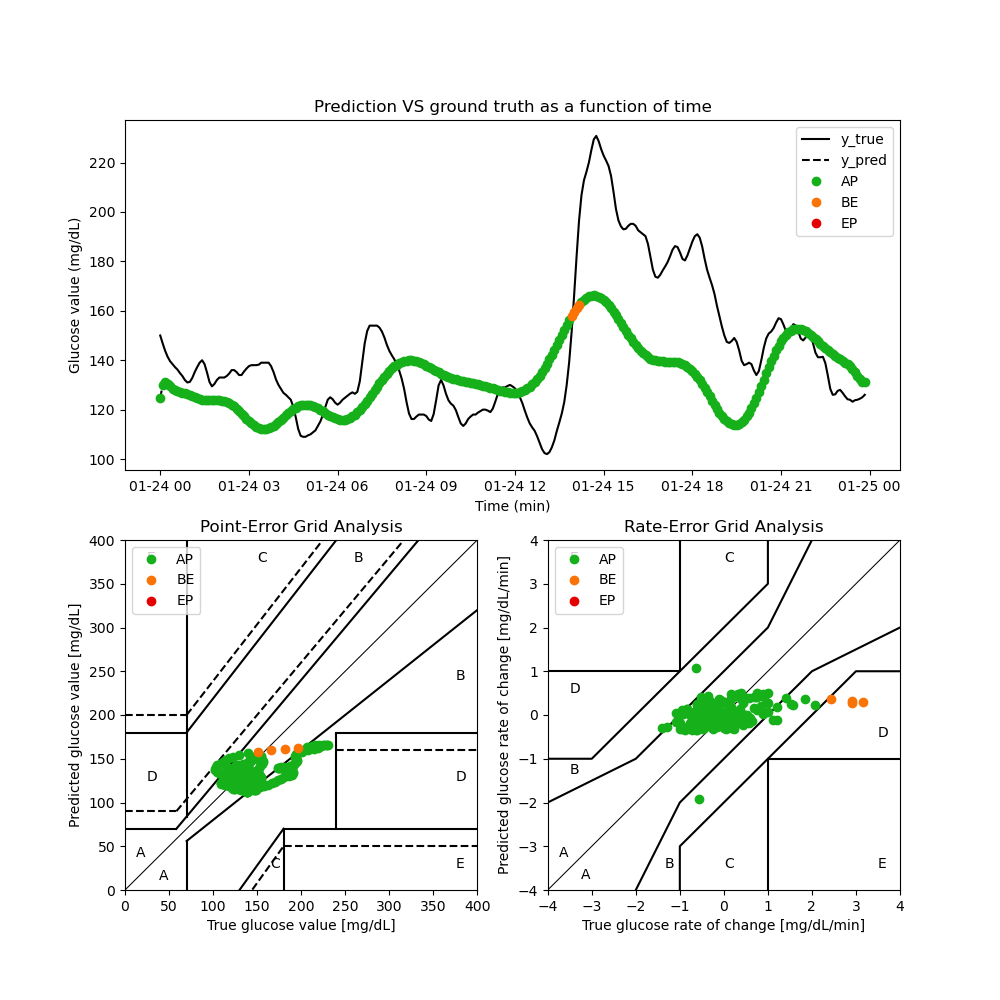 Prediction VS ground truth as a function of time
Glucose value (mg/dL)
220
200
180
160
140
120
100
y_true
y_pred
AP
BE
EP
01-24 00 01-24 03 01-24 06 01-24 09 01-24 12 01-24 15 01-24 18 01-24 21 01-25 00
Time (min)
Point-Error Grid Analysis
Predicted glucose value [mg/dL]
400
350
300
250
200
150
100
50
0
AP
BE
EP
C
B
B
D
D
A
A
C
E
0 50 100 150 200 250 300 350 400
True glucose value [mg/dL]
Rate-Error Grid Analysis
Predicted glucose rate of change [mg/dL/min]
4
3
2
1
0
−1
−2
−3
−4
AP
BE
EP
C
D
D
B
A
A
B
C
E
−4 −3 −2 −1 0 1 2 3 4
True glucose rate of change [mg/dL/min]